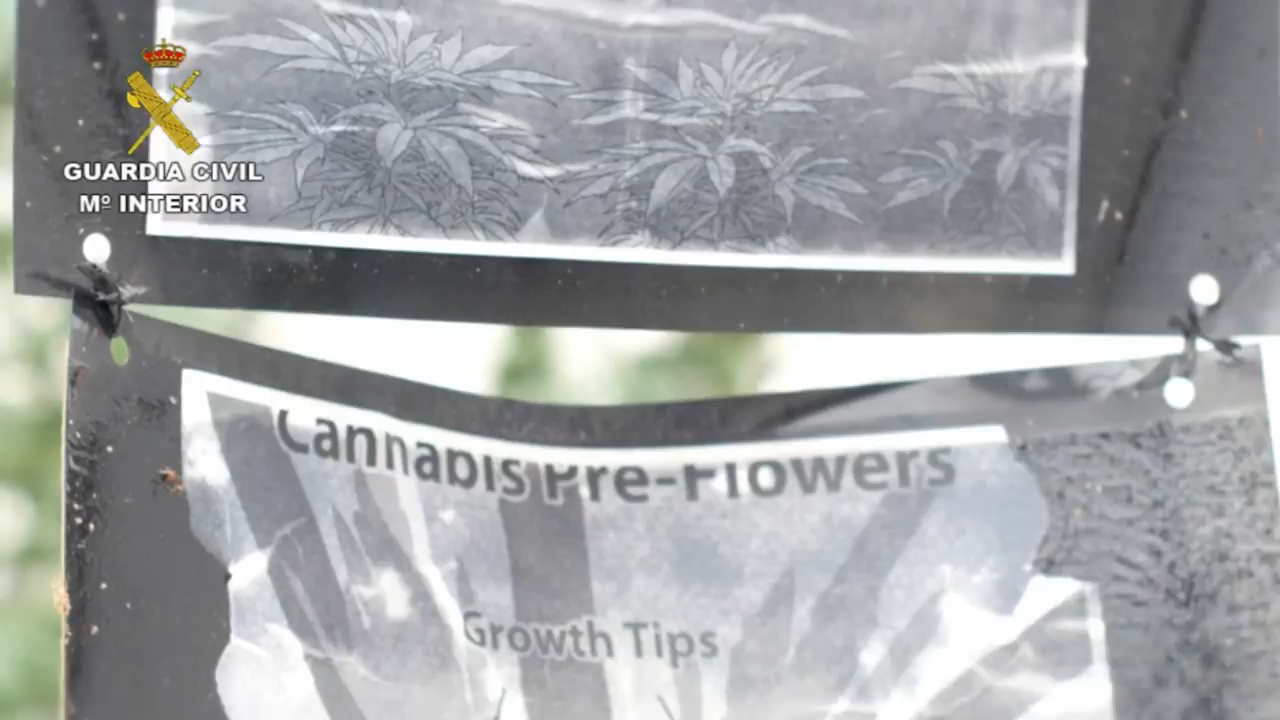 GUARDIA CIVIL
Mº INTERIOR
Cannabis Pre-Flowers
Growth Tips